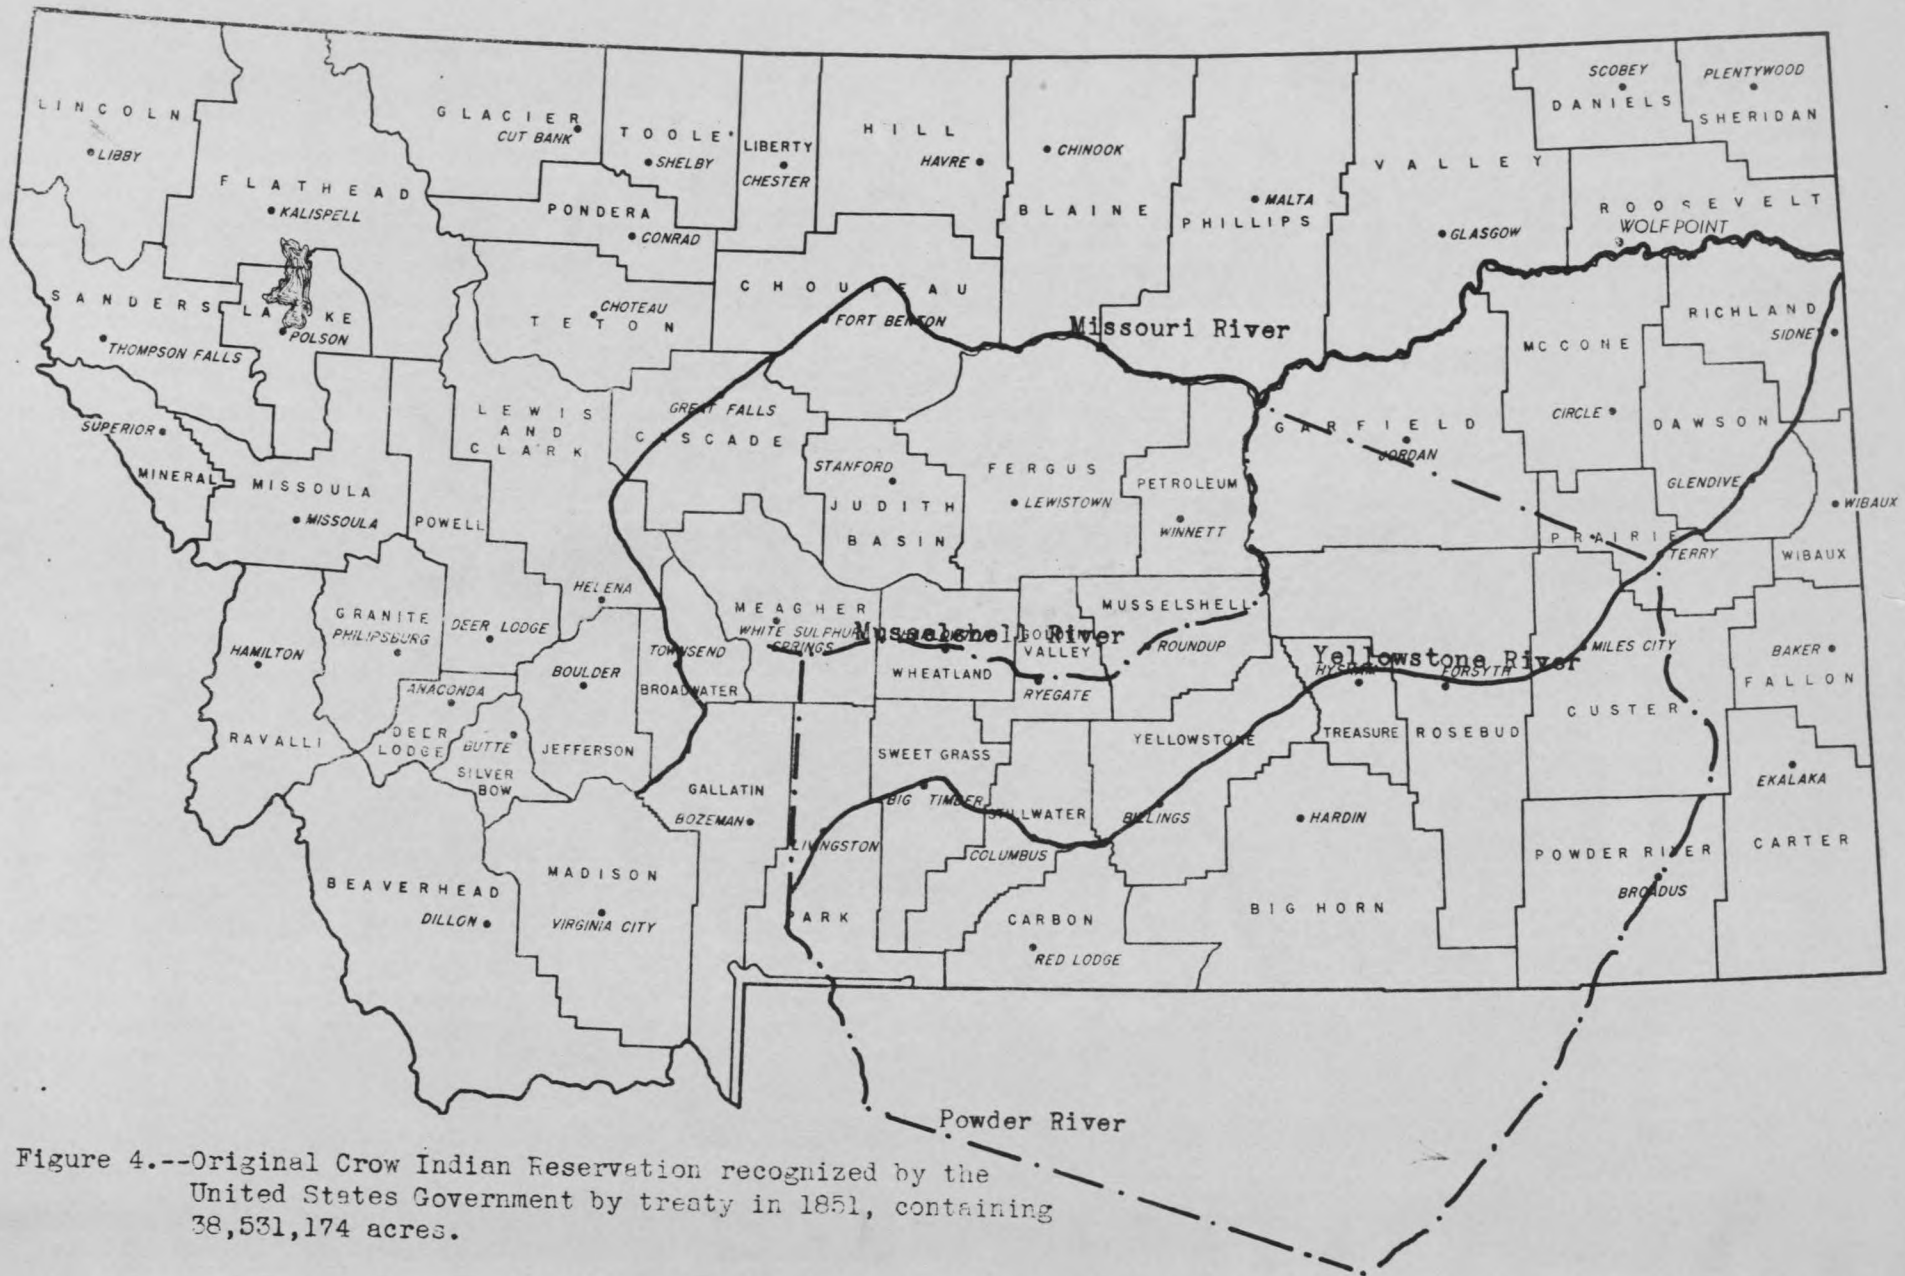 SCOBEY
PLENTYWOOD
DANIELS
SHERIDAN
LINCOLN
LIBBY
GLACIER
CUT BANK
TOOLE
SHELBY
LIBERTY
CHESTER
HILL
HAVRE
CHINOOK
BLAINE
MALTA
PHILLIPS
VALLEY
GLASGOW
ROOSEVELT
WOLF POINT
FLATHEAD
KALISPELL
PONDERA
CONRAD
SANDERS
LAKE
POLSON
THOMPSON FALLS
CHOTEAU
TETON
CHOUTEAU
FORT BENTON
Missouri River
RICHLAND
SIDNEY
MCCONE
CIRCLE
DAWSON
GLENDIVE
WIBAUX
WIBAUX
SUPERIOR
MINERAL
MISSOULA
MISSOULA
POWELL
LEWIS
AND
CLARK
GREAT FALLS
CASCADE
STANFORD
JUDITH
BASIN
FERGUS
LEWISTOWN
PETROLEUM
WINNETT
GARFIELD
JORDAN
PRAIRIE
TERRY
HELENA
GRANITE
PHILIPSBURG
DEER LODGE
HAMILTON
RAVALLI
ANACONDA
DEER
LODGE
BUTTE
SILVER
BOW
BOULDER
JEFFERSON
TOWNSEND
BROADWATER
MEAGHER
WHITE SULPHUR
SPRINGS
Musselshell River
WHEATLAND
GOLDEN
VALLEY
RYEGATE
MUSSELSHELL
ROUNDUP
Yellowstone River
HYSHAM
FORSYTH
MILES CITY
BAKER
FALLON
CUSTER
TREASURE
ROSEBUD
YELLOWSTONE
SWEET GRASS
BIG TIMBER
STILLWATER
BILLINGS
COLUMBUS
GALLATIN
BOZEMAN
LIVINGSTON
PARK
HARDIN
BIG HORN
POWDER RIVER
BROADUS
EKALAKA
CARTER
BEAVERHEAD
DILLON
MADISON
VIRGINIA CITY
CARBON
RED LODGE
Powder River
Figure 4.--Original Crow Indian Reservation recognized by the
United States Government by treaty in 1851, containing
38,531,174 acres.